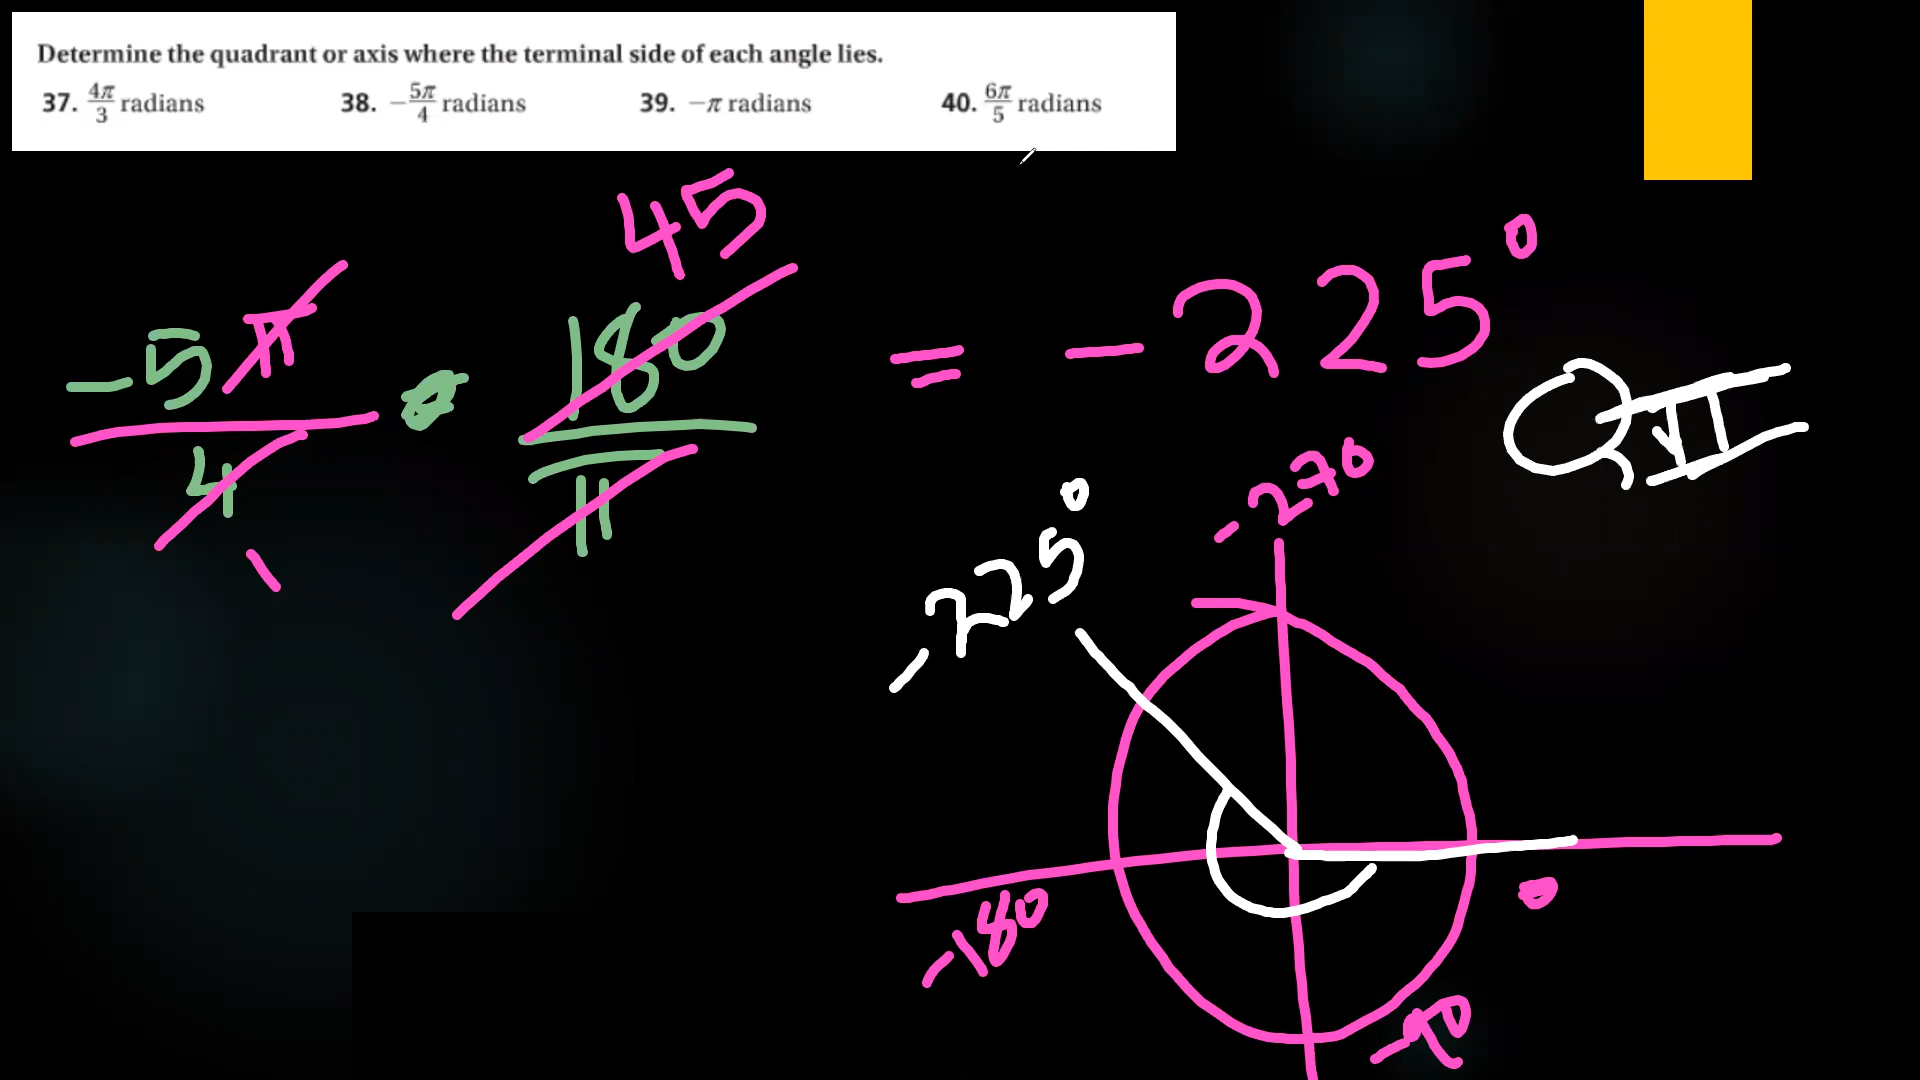 Determine the quadrant or axis where the terminal side of each angle lies.
37. 4π/3 radians 38. −5π/4 radians 39. −π radians 40. 6π/5 radians
45
-5π/4 • 180/π = -225°
1
QII
-270
-225°
-180
0
-90